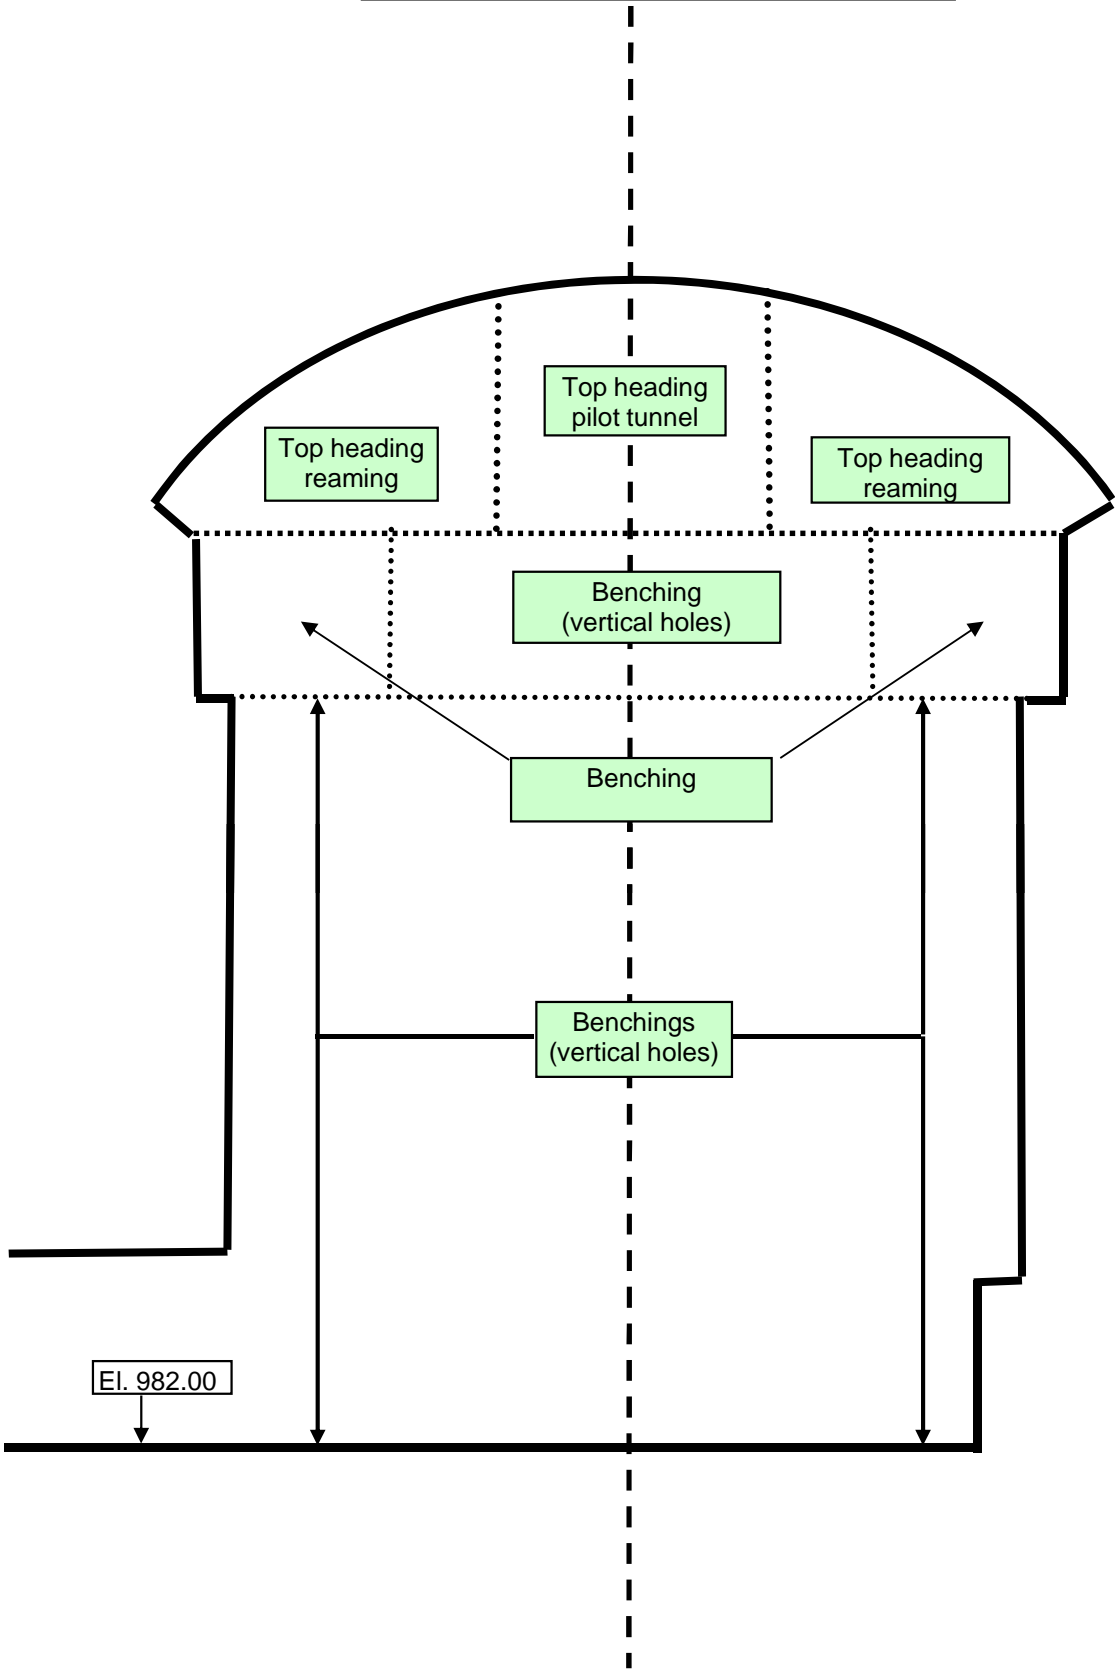 Top heading
pilot tunnel
Top heading
reaming
Top heading
reaming
Benching
(vertical holes)
Benching
Benchings
(vertical holes)
El. 982.00